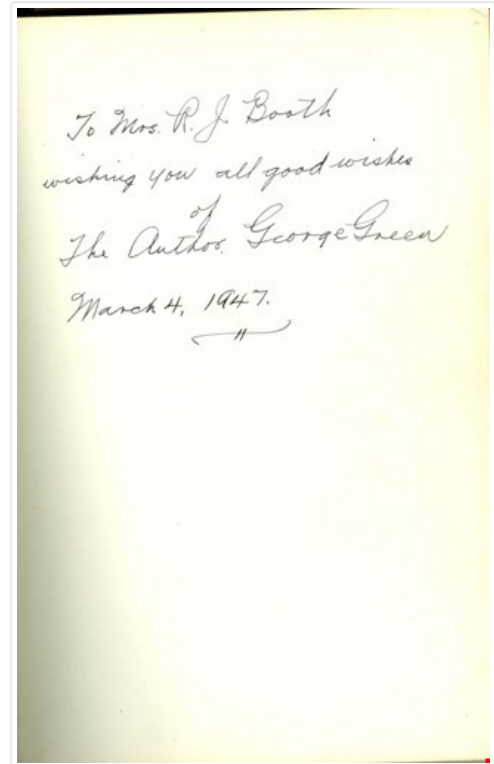 To Mrs. R. J. Booth
wishing you all good wishes
of
The Author. George Green
March 4, 1947.